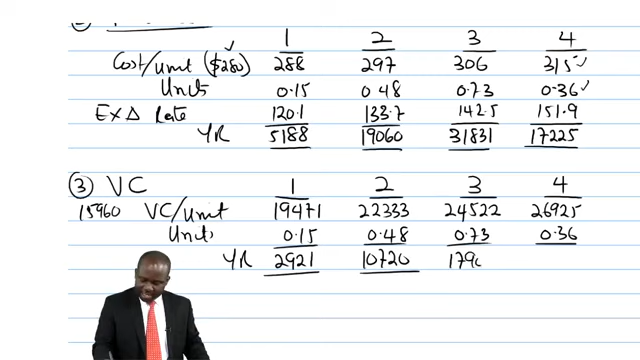 1 2 3 4
Cost/unit ($280) 288 297 306 315
Units 0.15 0.48 0.73 0.36
EXΔ Rate 120.1 133.7 142.5 151.9
YR 5188 19060 31831 17225
③ VC 1 2 3 4
15960 VC/Unit 19471 22333 24522 26925
Units 0.15 0.48 0.73 0.36
YR 2921 10720 179